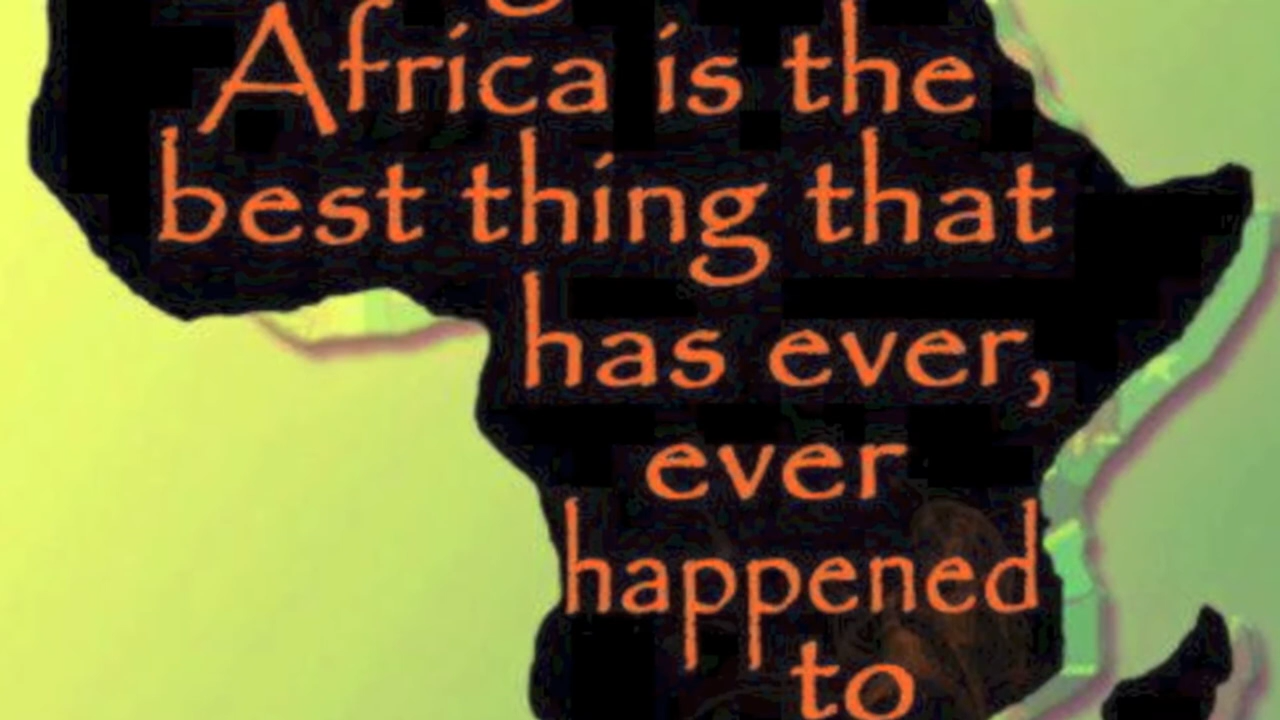 Africa is the
best thing that
has ever,
ever
happened
to